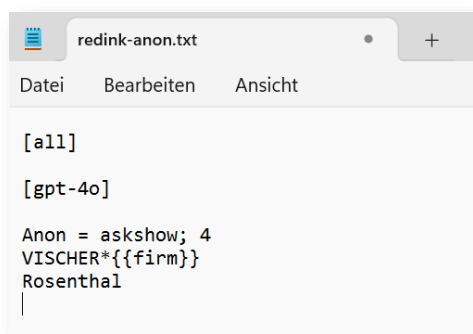 redink-anon.txt
Datei Bearbeiten Ansicht
[all]
[gpt-4o]
Anon = askshow; 4
VISCHER*{{firm}}
Rosenthal